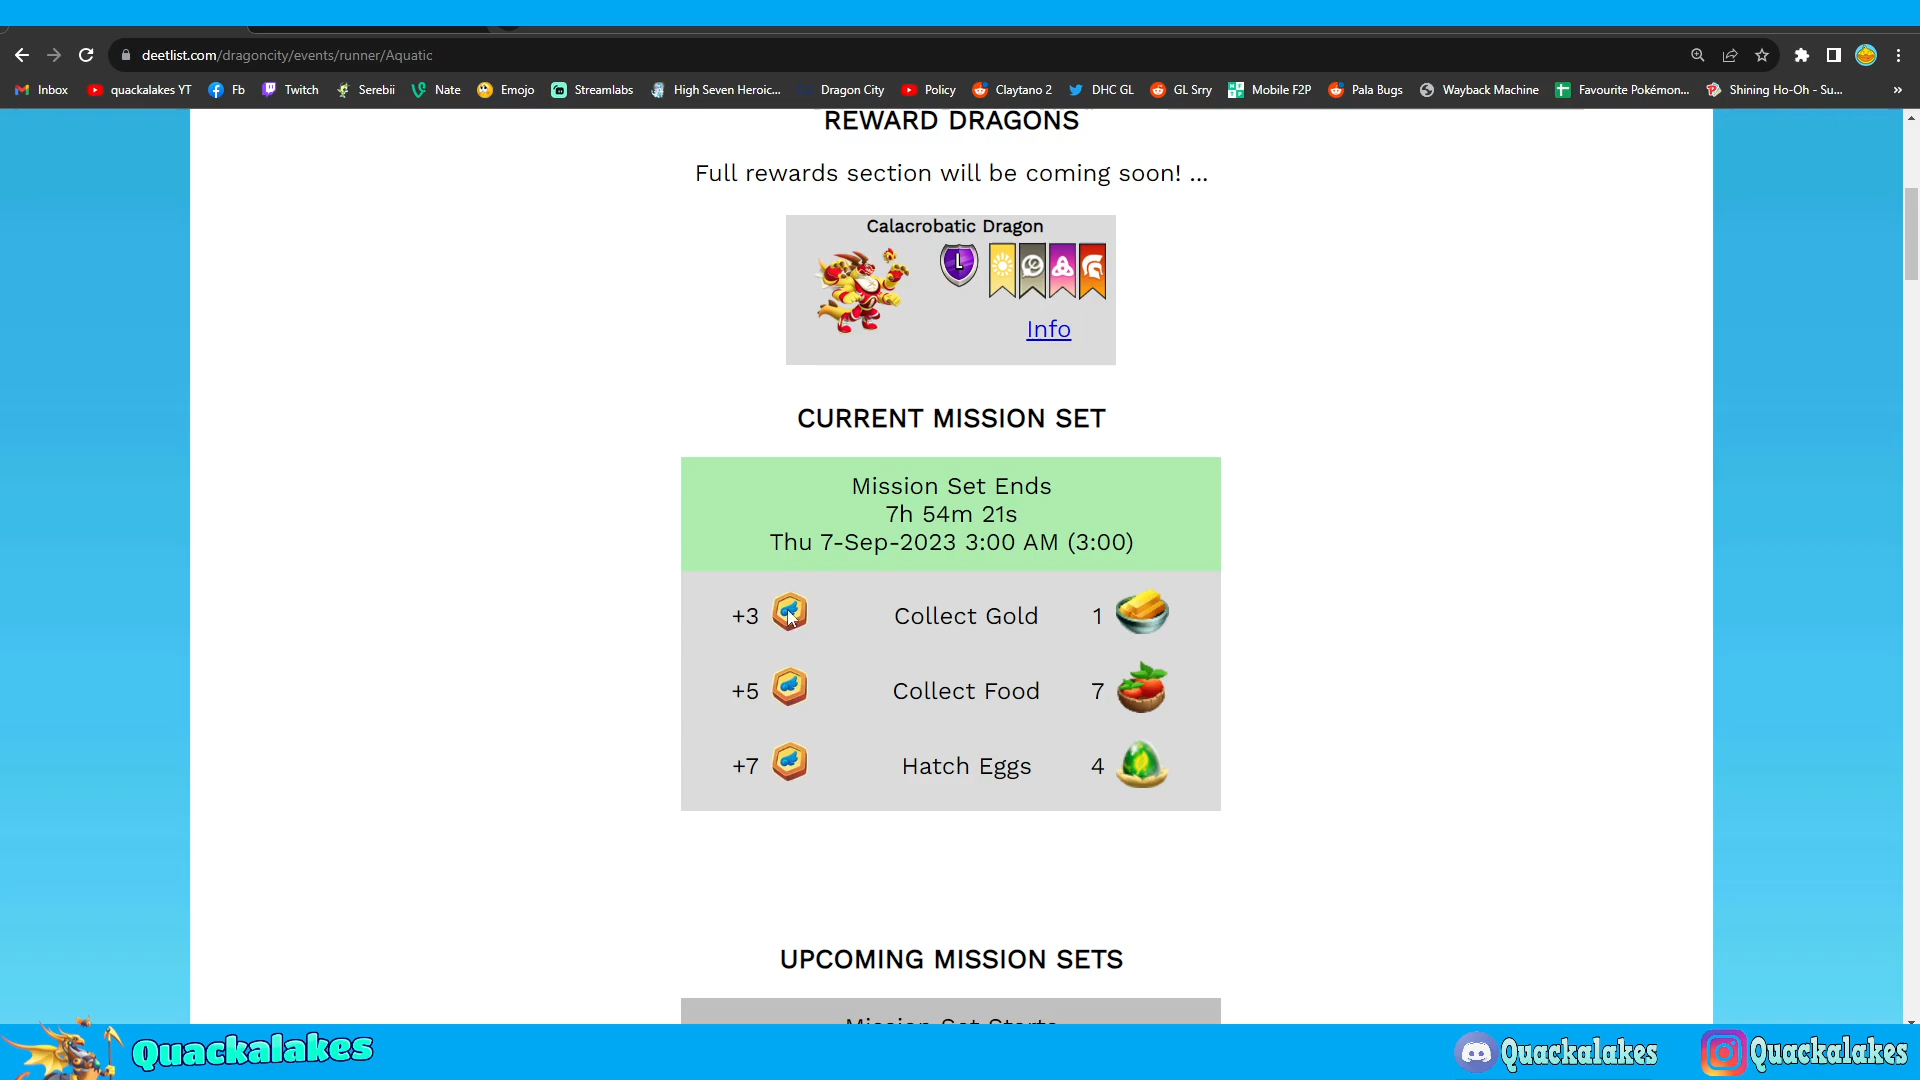 deetlist.com/dragoncity/events/runner/Aquatic
Inbox quackalakes YT Fb Twitch Serebii Nate Emojo Streamlabs High Seven Heroic... Dragon City Policy Claytano 2 DHC GL GL Srry Mobile F2P Pala Bugs Wayback Machine Favourite Pokémon... Shining Ho-Oh - Su... »
REWARD DRAGONS
Full rewards section will be coming soon! ...
Calacrobatic Dragon
L
Info
CURRENT MISSION SET
Mission Set Ends
7h 54m 21s
Thu 7-Sep-2023 3:00 AM (3:00)
+3 Collect Gold 1
+5 Collect Food 7
+7 Hatch Eggs 4
UPCOMING MISSION SETS
Mission Set Starts
Quackalakes Quackalakes Quackalakes